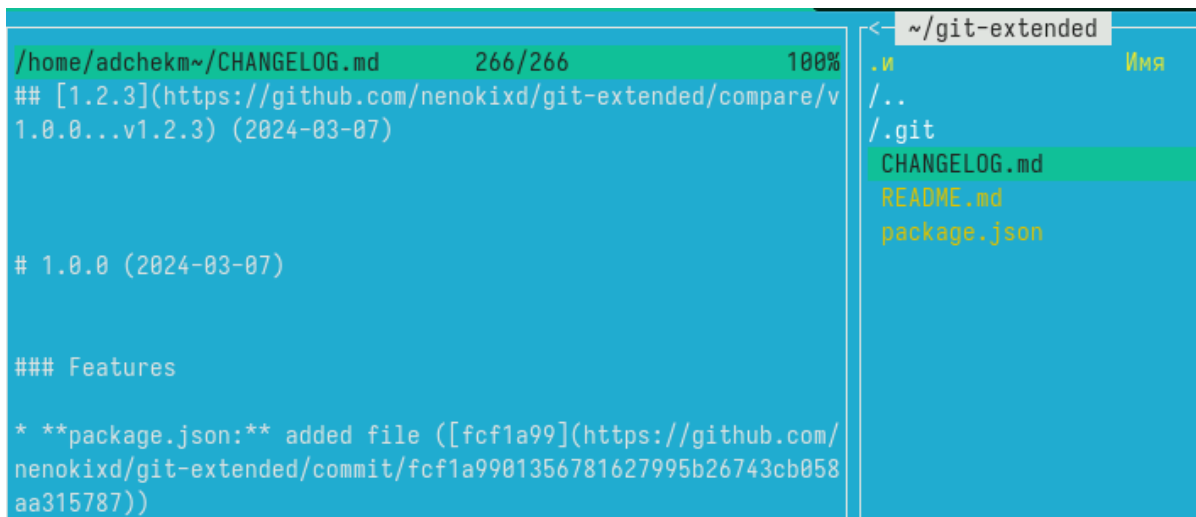 /home/adchekm~/CHANGELOG.md 266/266 100%
## [1.2.3](https://github.com/nenokixd/git-extended/compare/v
1.0.0...v1.2.3) (2024-03-07)
# 1.0.0 (2024-03-07)
### Features
* **package.json:** added file ([fcf1a99](https://github.com/
nenokixd/git-extended/commit/fcf1a9901356781627995b26743cb058
aa315787))
<- ~/git-extended
.и Имя
/..
/.git
CHANGELOG.md
README.md
package.json